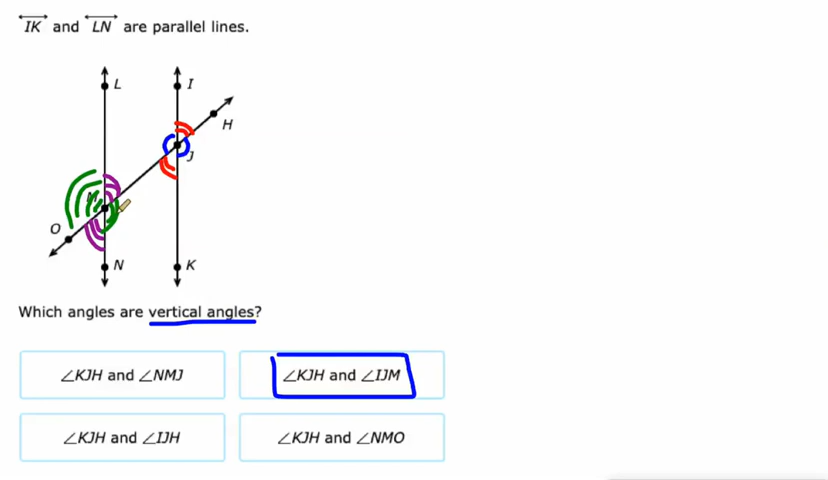 IK and LN are parallel lines.
L
I
H
J
M
O
N
K
Which angles are vertical angles?
∠KJH and ∠NMJ
∠KJH and ∠IJM
∠KJH and ∠IJH
∠KJH and ∠NMO